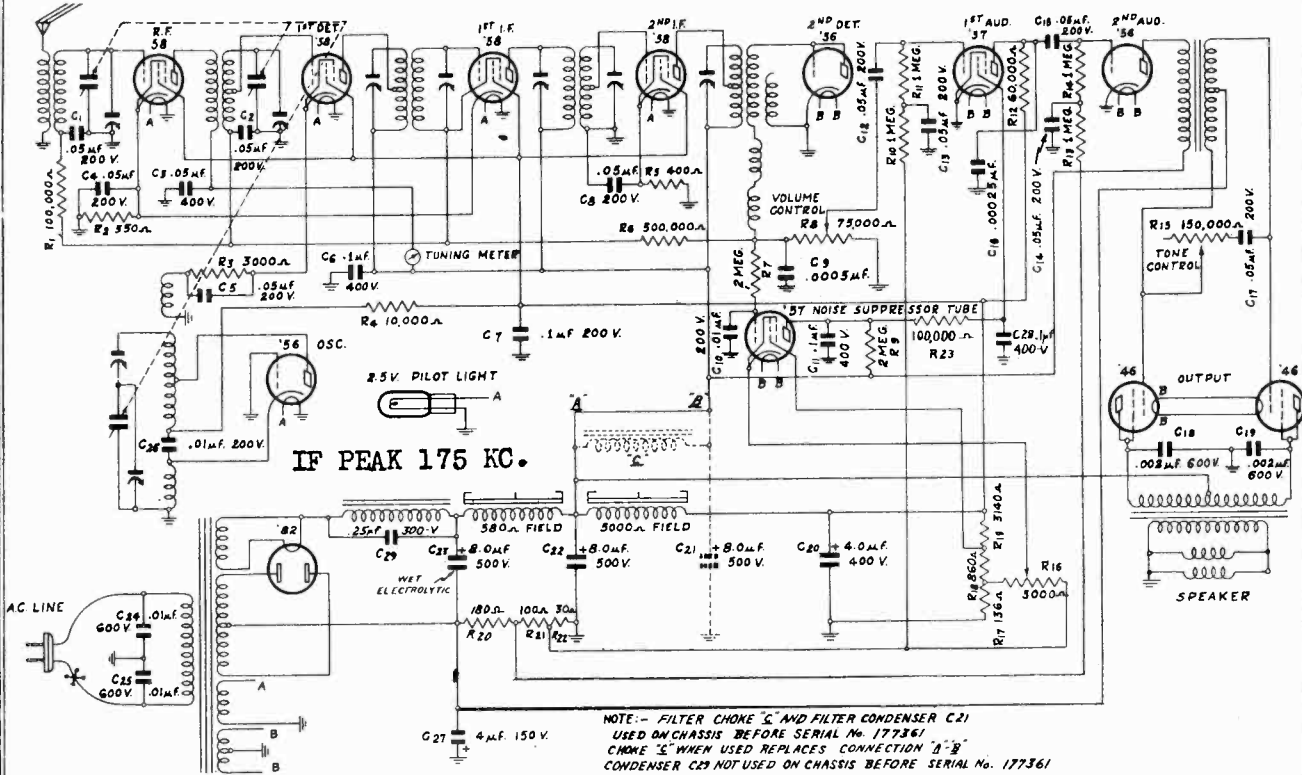 R.F.
'58
1ST DET.
'58
1ST I.F.
'58
2ND I.F.
'58
2ND DET.
'56
1ST AUD.
'37
C15 .05µF.
200V.
2ND AUD.
'56
C1
.05µF
200 V.
A
C2
.05µF
200V.
A
A
A
B B
C12 .05µF 200V.
R11 1 MEG.
R10 1 MEG.
C13 .05µF 200 V.
B B
R12 60,000Ω
R14 1 MEG.
R13 1 MEG.
B B
C4 .05µF
200 V.
R2 350Ω
R1 100,000Ω
C3 .05µF
400V.
.05µF
C8 200V.
R5 400Ω
C16 .00025µF.
C14 .05µF. 200 V.
VOLUME
CONTROL
R8 75,000Ω
R6 500,000Ω
R15 150,000Ω
TONE
CONTROL
200V.
C17 .05µF.
R3 3000Ω
C5 .05µF
200V.
C6 .1µF.
400V.
TUNING METER
2 MEG.
R7
C9
.0005µF.
R4 10,000Ω
C7 .1µF 200 V.
'57 NOISE SUPPRESSOR TUBE
200 V.
C10 .01µF
B B
C11 .1µF
400 V
2 MEG.
R9
100,000 Ω
R23
C28 .1µF
400 V
'56 OSC.
A
2.5V. PILOT LIGHT
A
"A" "B"
"C"
'46
OUTPUT
'46
B
B
C18
.002µF 600V.
C19
.002µF
600V.
C26 .01µF. 200V.
IF PEAK 175 KC.
'82
.25µF 300V
C29
580Ω FIELD
5000Ω FIELD
C23 + 8.0µF
500V.
WET
ELECTROLYTIC
C22 + 8.0µF.
500V.
C21 + 8.0µF
500 V.
C20 + 4.0µF.
400 V.
R19 3140Ω
R18 860Ω
R17 136Ω
R16
3000Ω
SPEAKER
A.C. LINE
C24 .01µF.
600V.
C25
600V. .01µF.
180Ω
R20
100Ω
R21
30Ω
R22
A
B
B
C27 4µF. 150 V.
+
NOTE:- FILTER CHOKE "C" AND FILTER CONDENSER C21
USED ON CHASSIS BEFORE SERIAL No. 177361
CHOKE "C" WHEN USED REPLACES CONNECTION "A"-"B"
CONDENSER C29 NOT USED ON CHASSIS BEFORE SERIAL No. 177361